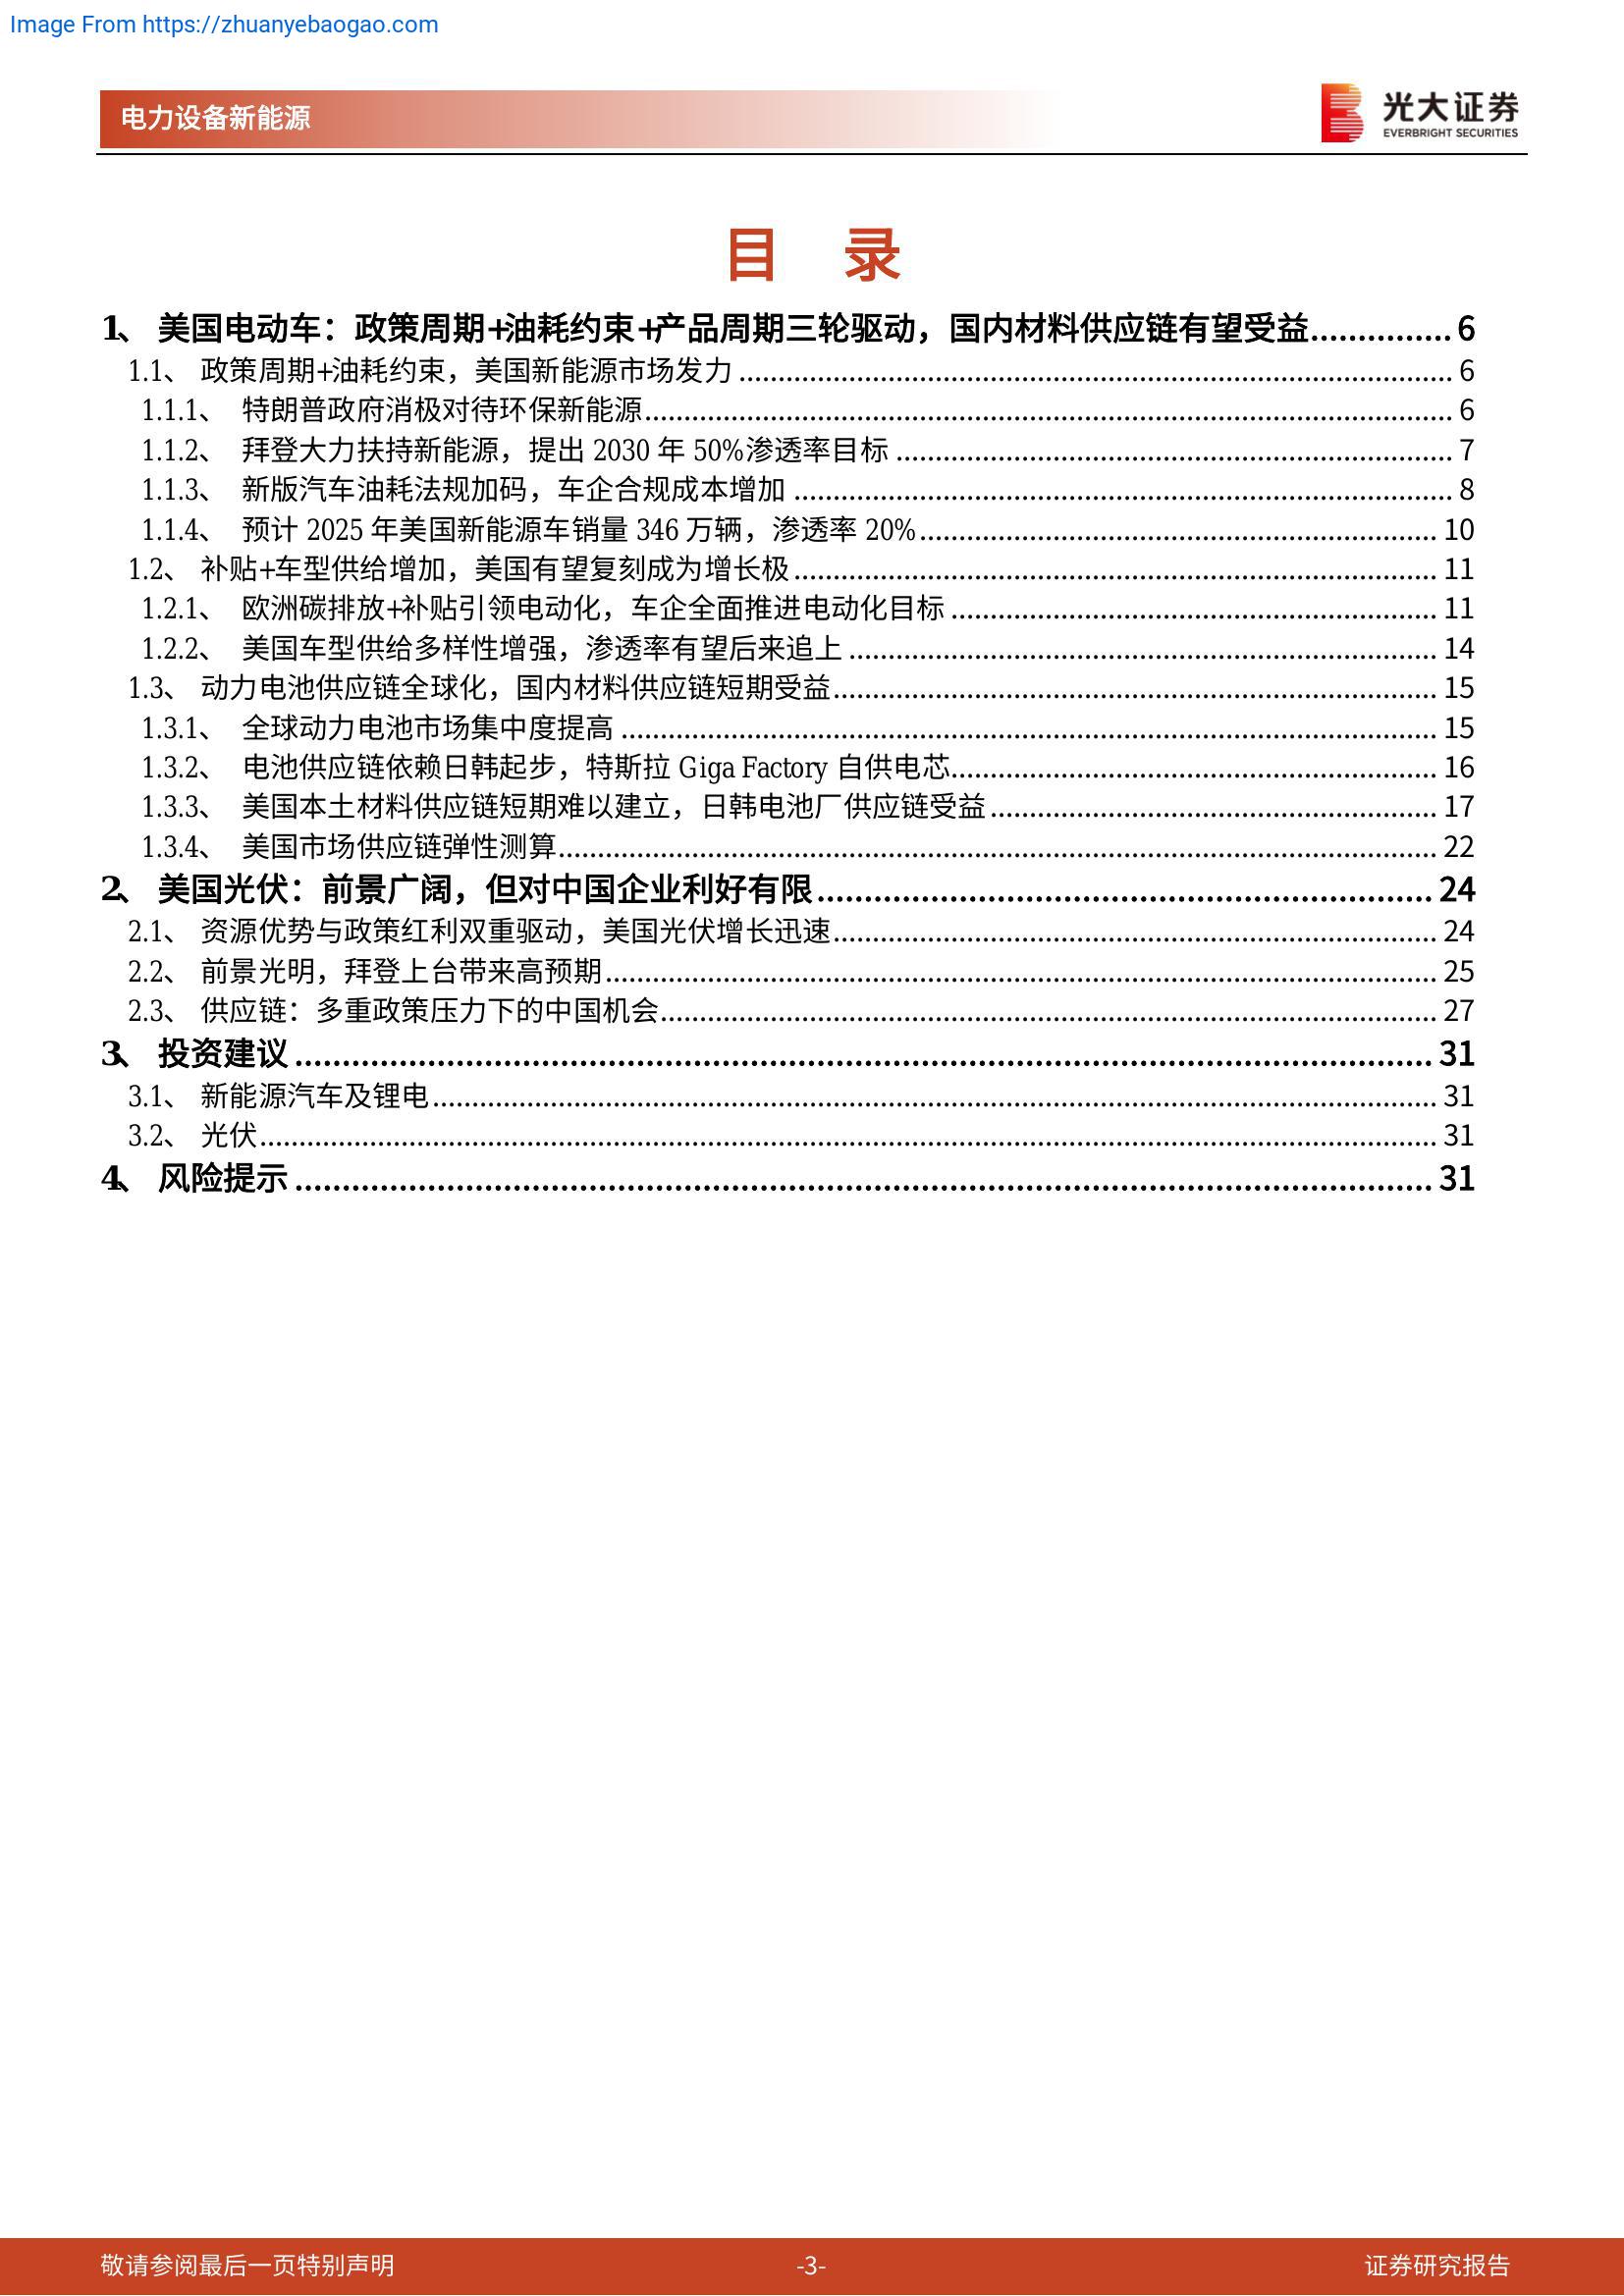 Image From https://zhuanyebaogao.com
电力设备新能源
光大证券
EVERBRIGHT SECURITIES
目 录
1、 美国电动车：政策周期+油耗约束+产品周期三轮驱动，国内材料供应链有望受益............... 6
1.1、 政策周期+油耗约束，美国新能源市场发力 ........................................ 6
1.1.1、 特朗普政府消极对待环保新能源........................................ 6
1.1.2、 拜登大力扶持新能源，提出 2030 年 50%渗透率目标 ........................................ 7
1.1.3、 新版汽车油耗法规加码，车企合规成本增加 ........................................ 8
1.1.4、 预计 2025 年美国新能源车销量 346 万辆，渗透率 20%........................................ 10
1.2、 补贴+车型供给增加，美国有望复刻成为增长极........................................ 11
1.2.1、 欧洲碳排放+补贴引领电动化，车企全面推进电动化目标 ........................................ 11
1.2.2、 美国车型供给多样性增强，渗透率有望后来追上 ........................................ 14
1.3、 动力电池供应链全球化，国内材料供应链短期受益........................................ 15
1.3.1、 全球动力电池市场集中度提高 ........................................ 15
1.3.2、 电池供应链依赖日韩起步，特斯拉 Giga Factory 自供电芯........................................ 16
1.3.3、 美国本土材料供应链短期难以建立，日韩电池厂供应链受益........................................ 17
1.3.4、 美国市场供应链弹性测算........................................ 22
2、 美国光伏：前景广阔，但对中国企业利好有限........................................ 24
2.1、 资源优势与政策红利双重驱动，美国光伏增长迅速........................................ 24
2.2、 前景光明，拜登上台带来高预期........................................ 25
2.3、 供应链：多重政策压力下的中国机会........................................ 27
3、 投资建议 ........................................ 31
3.1、 新能源汽车及锂电........................................ 31
3.2、 光伏........................................ 31
4、 风险提示 ........................................ 31
敬请参阅最后一页特别声明
-3-
证券研究报告